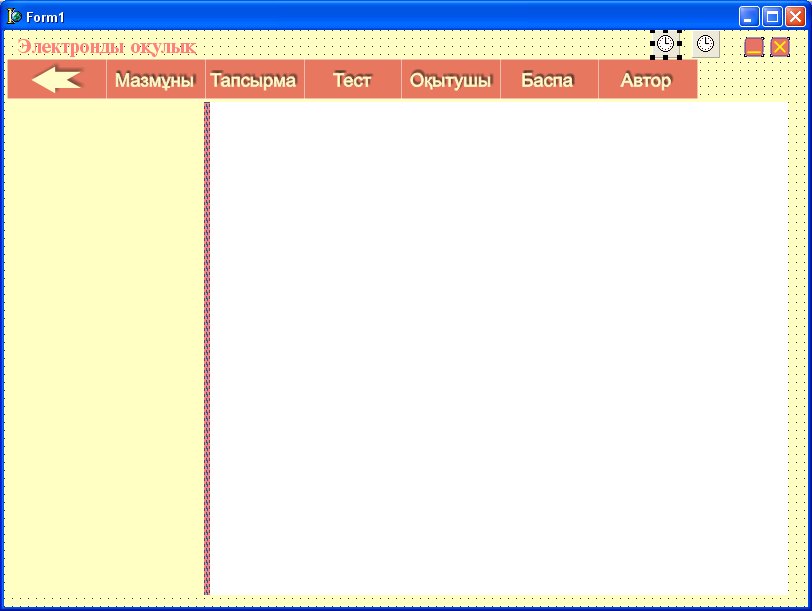 Form1
Электронды оқулық
Мазмұны Тапсырма Тест Оқытушы Баспа Автор